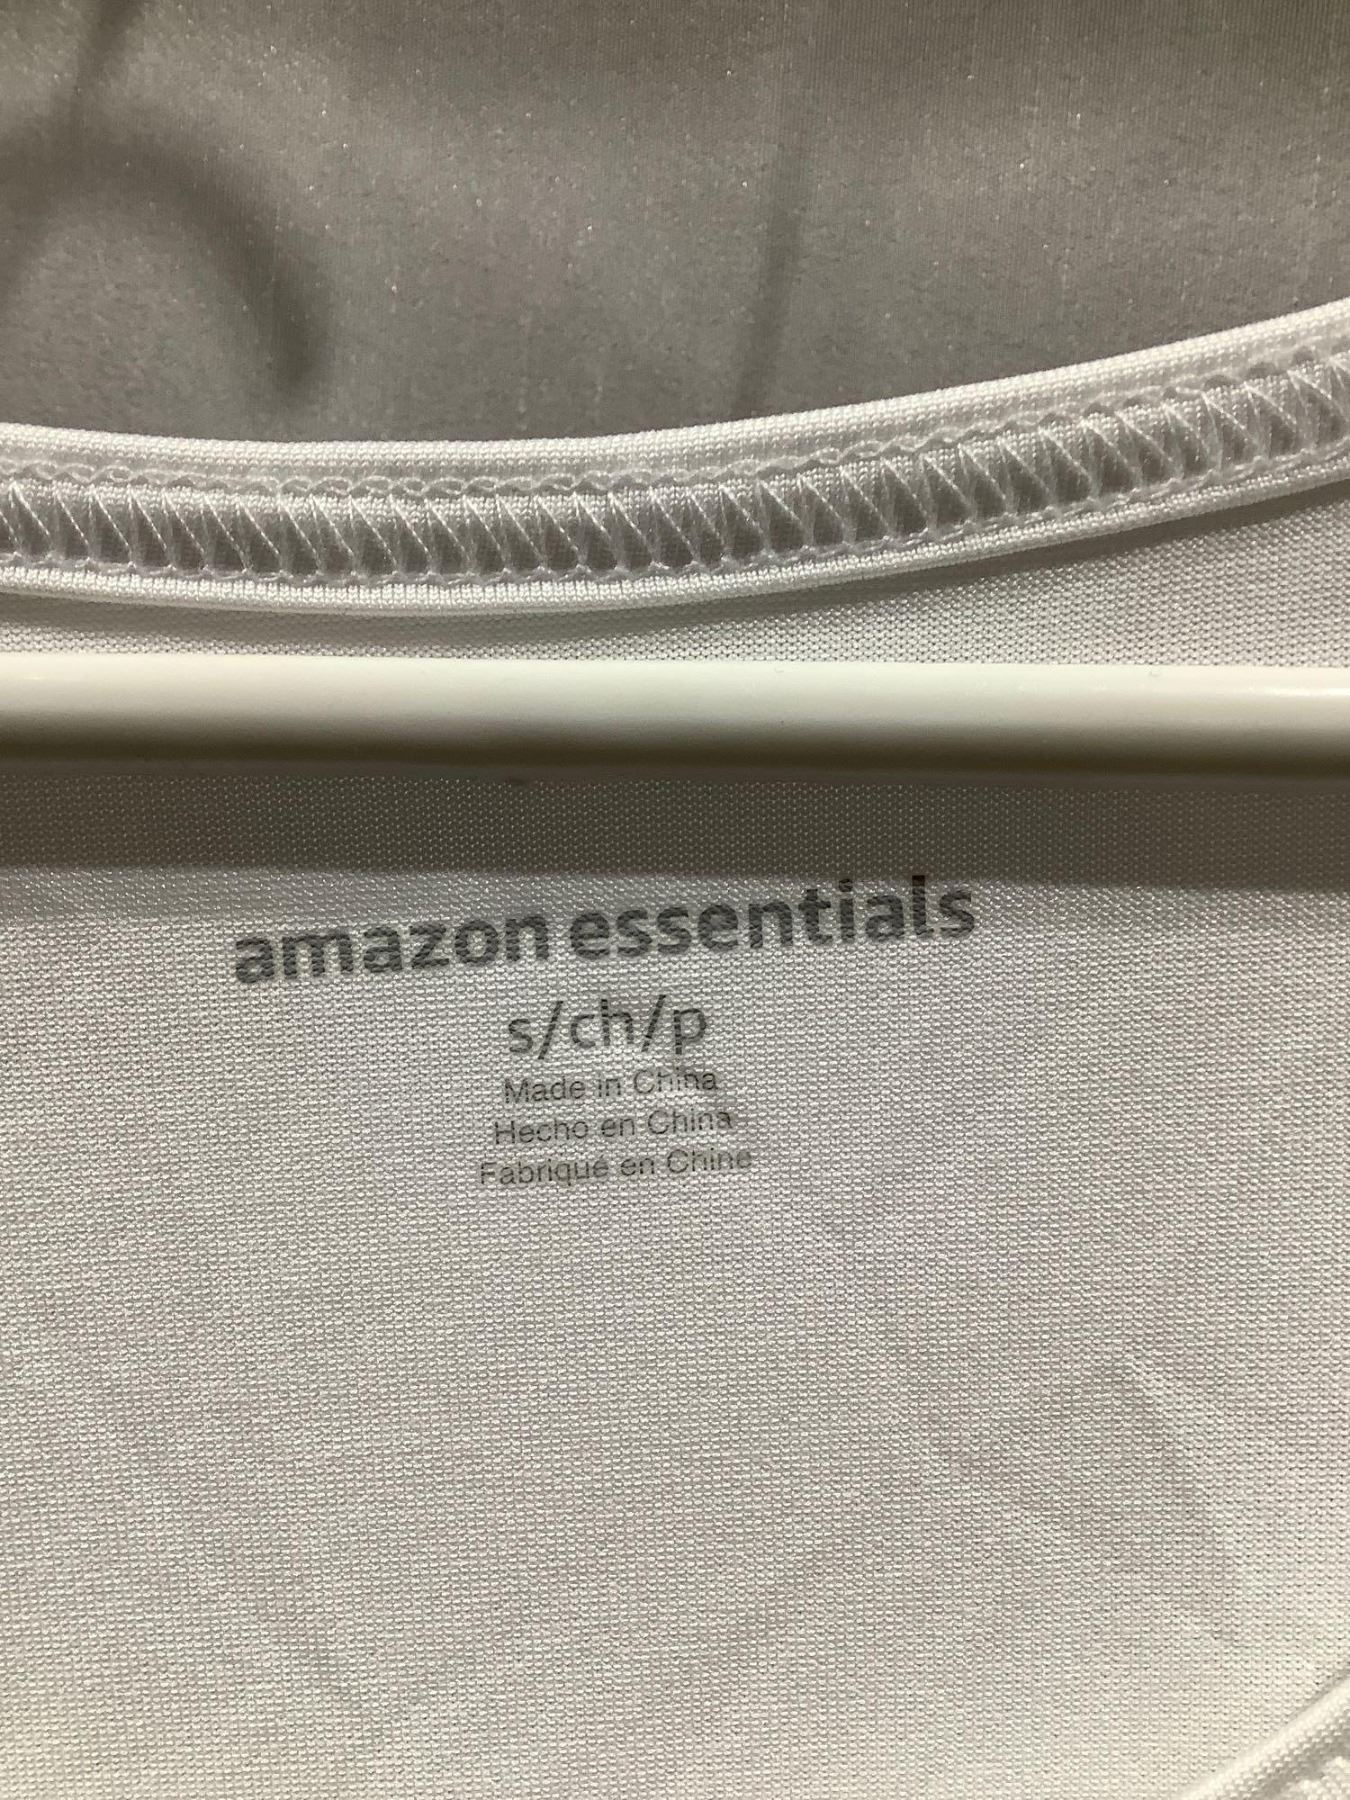 amazon essentials
s/ch/p
Made in China
Hecho en China
Fabriqué en Chine